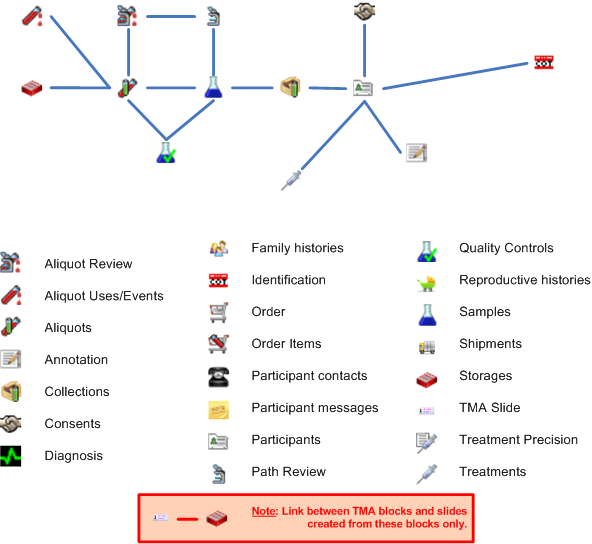 Aliquot Review
Aliquot Uses/Events
Aliquots
Annotation
Collections
Consents
Diagnosis
Family histories
Identification
Order
Order Items
Participant contacts
Participant messages
Participants
Path Review
Quality Controls
Reproductive histories
Samples
Shipments
Storages
TMA Slide
Treatment Precision
Treatments
Note: Link between TMA blocks and slides
created from these blocks only.